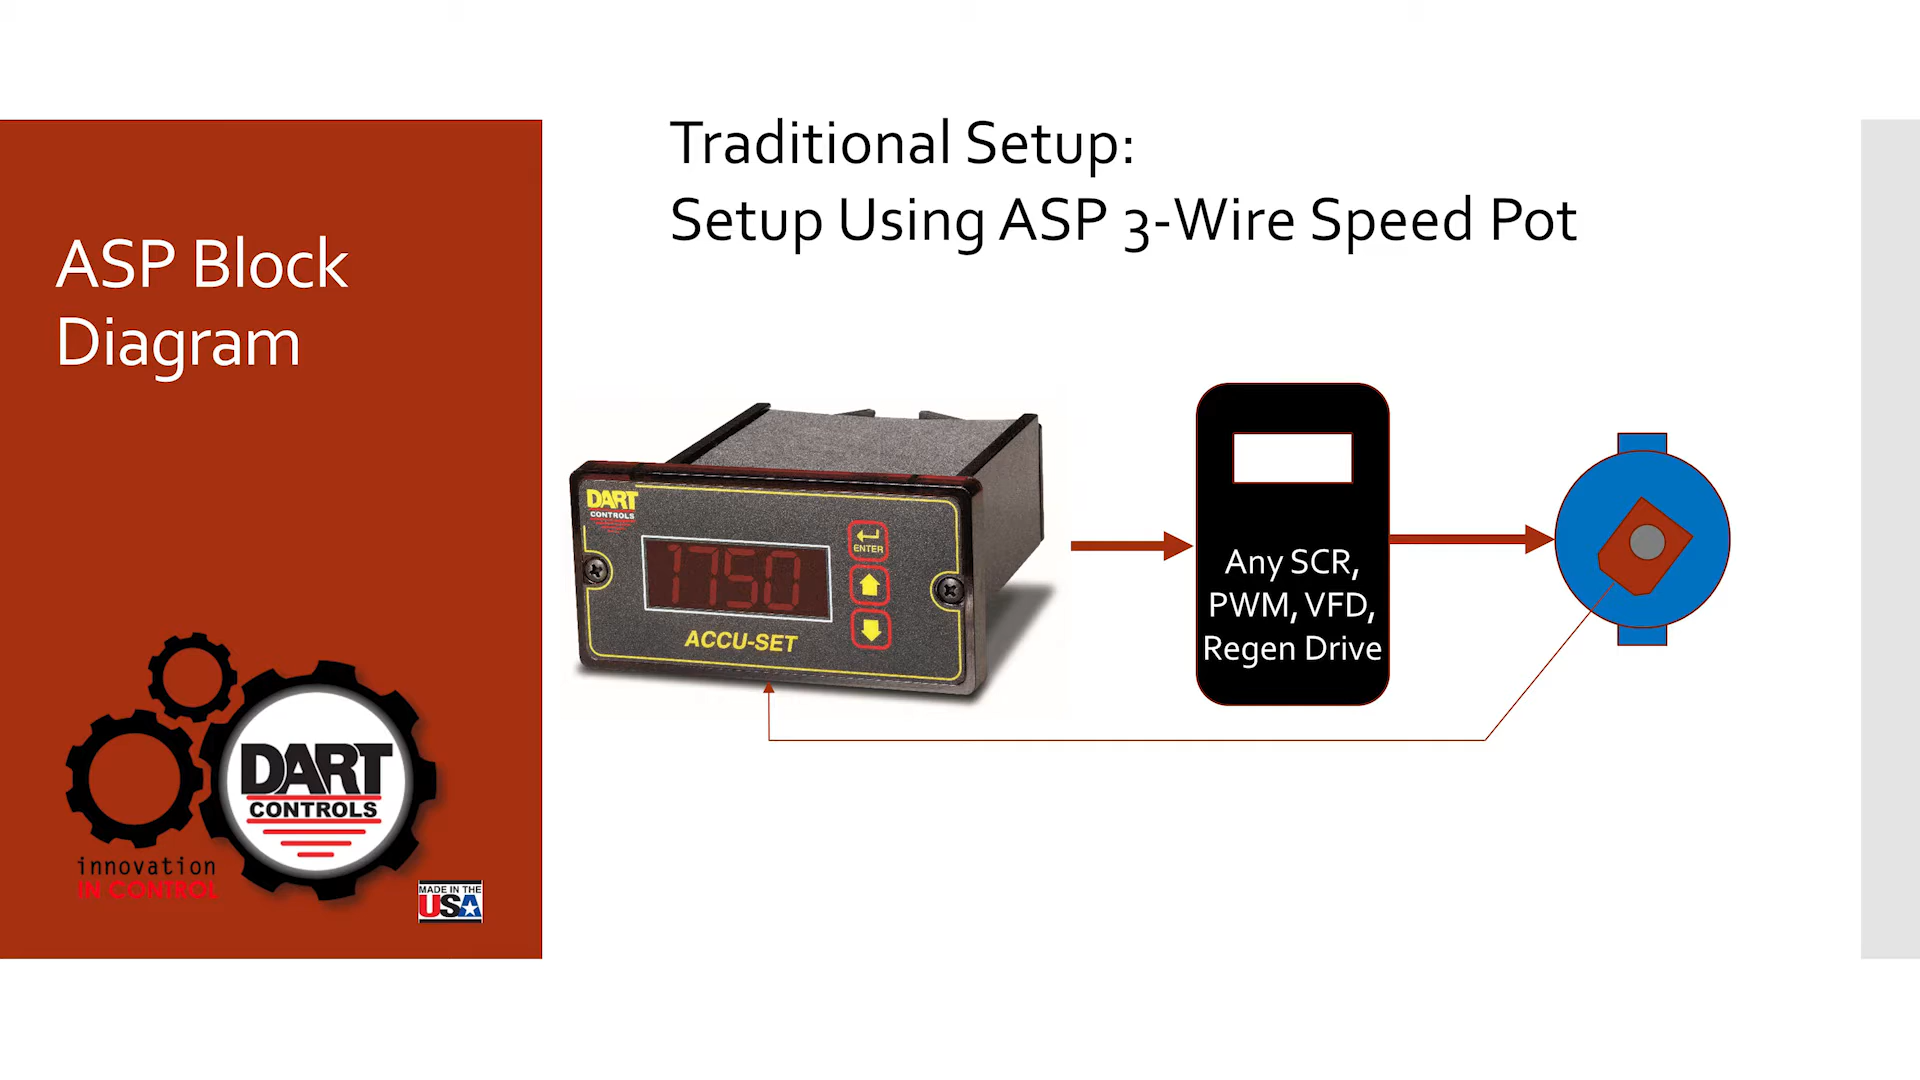 Traditional Setup:
Setup Using ASP 3-Wire Speed Pot
ASP Block
Diagram
DART
CONTROLS
1750
ENTER
ACCU-SET
Any SCR,
PWM, VFD,
Regen Drive
DART
CONTROLS
innovation
IN CONTROL
MADE IN THE
USA